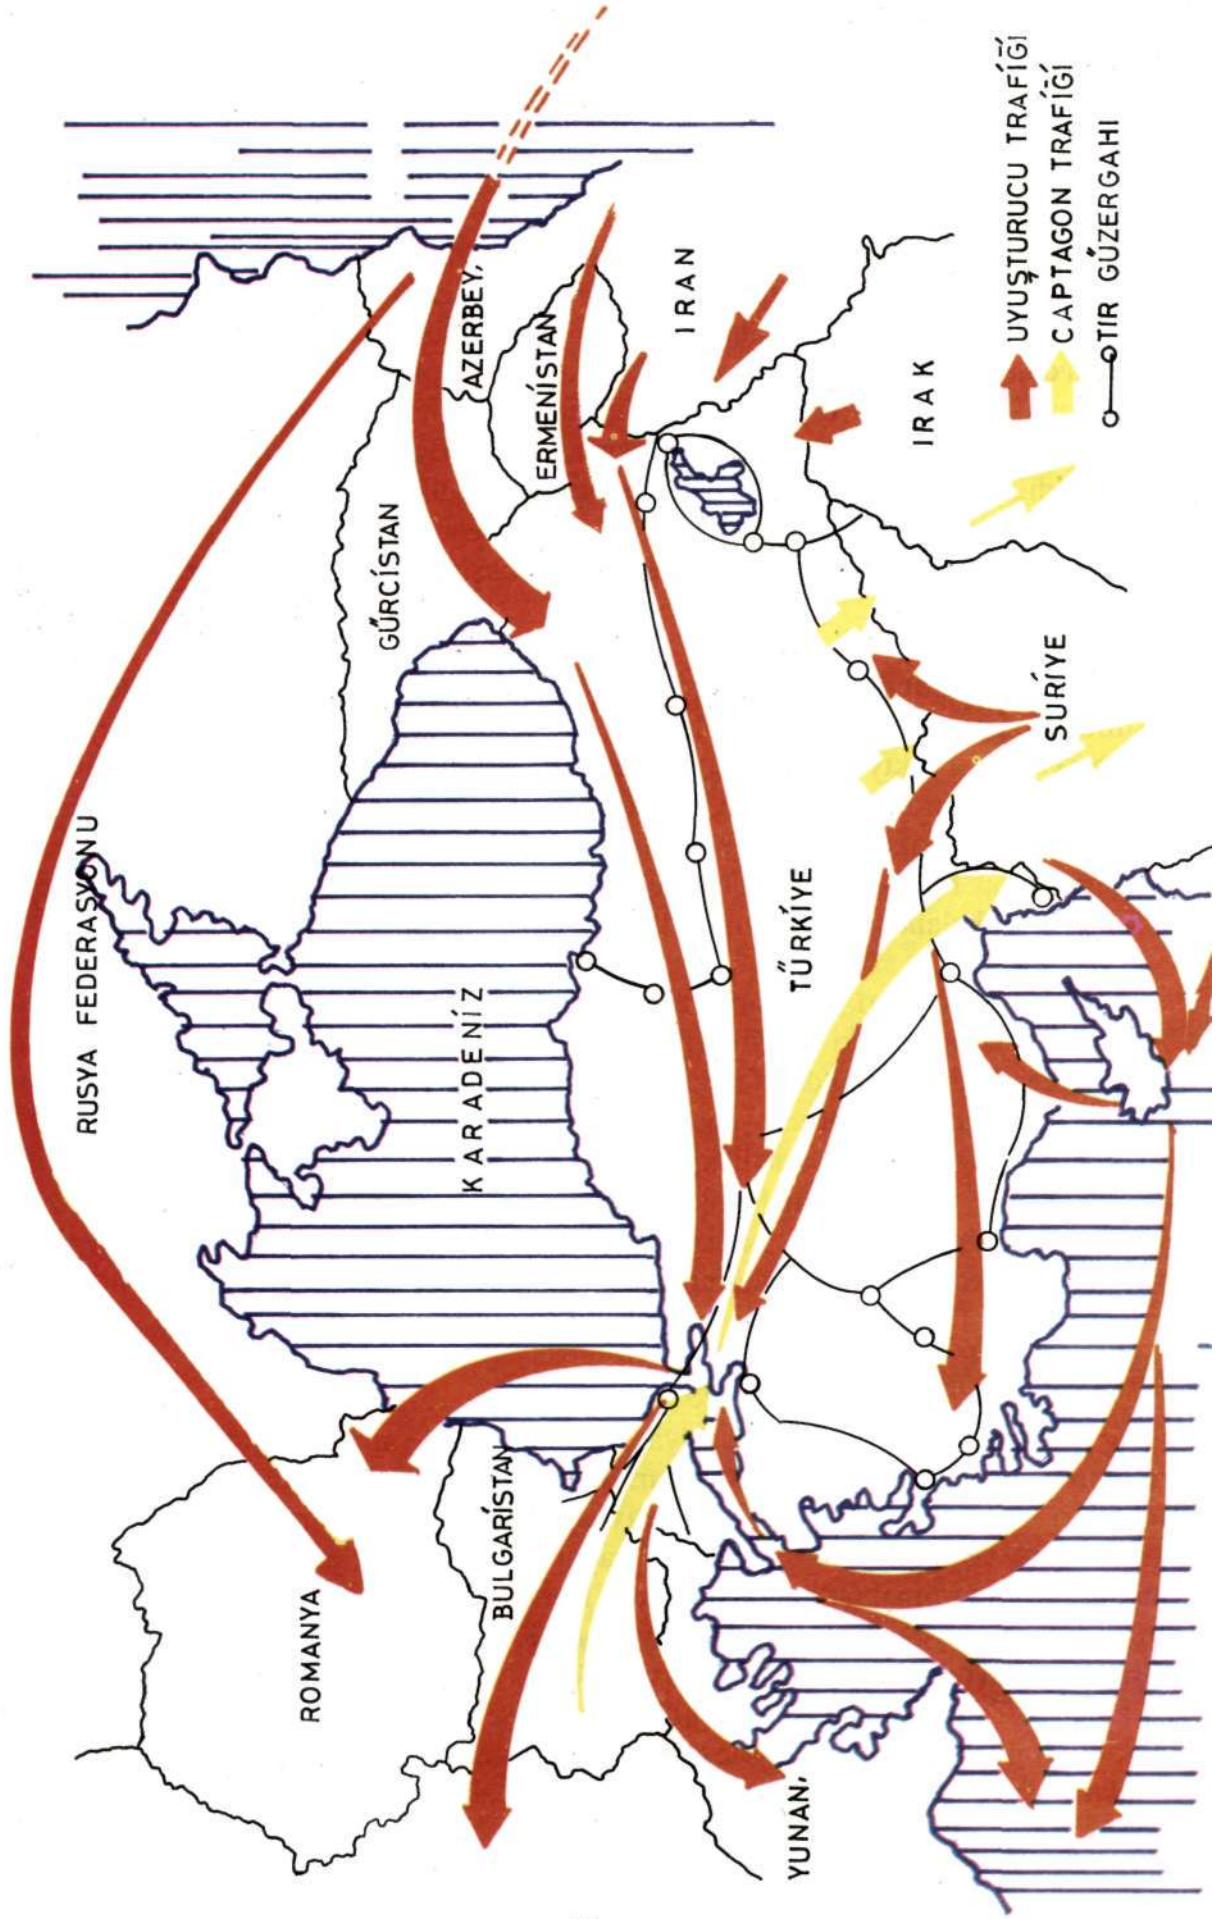 RUSYA FEDERASYONU
ROMANYA
GÜRCİSTAN
KARADENİZ
AZERBEY,
BULGARİSTAN
ERMENİSTAN
IRAN
YUNAN,
TÜRKİYE
IRAK
SURİYE
UYUŞTURUCU TRAFİĞİ
CAPTAGON TRAFİĞİ
TIR GÜZERGAHI